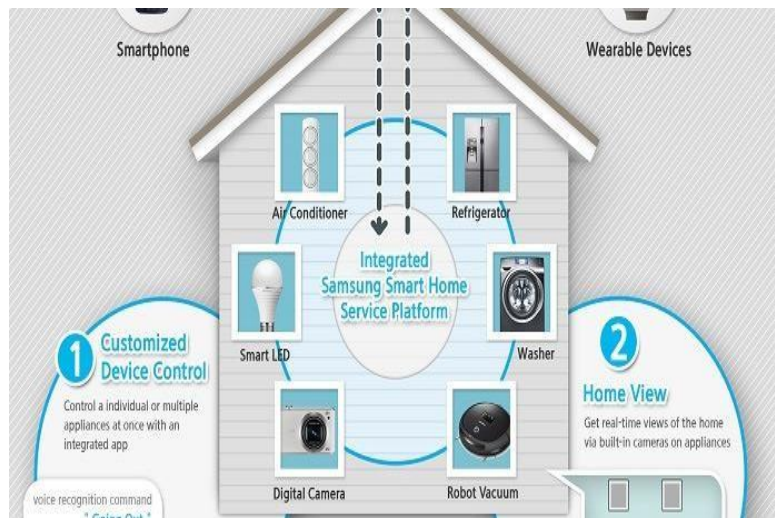 Smartphone
Wearable Devices
Air Conditioner
Refrigerator
Integrated
Samsung Smart Home
Service Platform
Smart LED
Washer
Digital Camera
Robot Vacuum
1
Customized
Device Control
Control a individual or multiple
appliances at once with an
integrated app
voice recognition command
" Going Out "
2
Home View
Get real-time views of the home
via built-in cameras on appliances